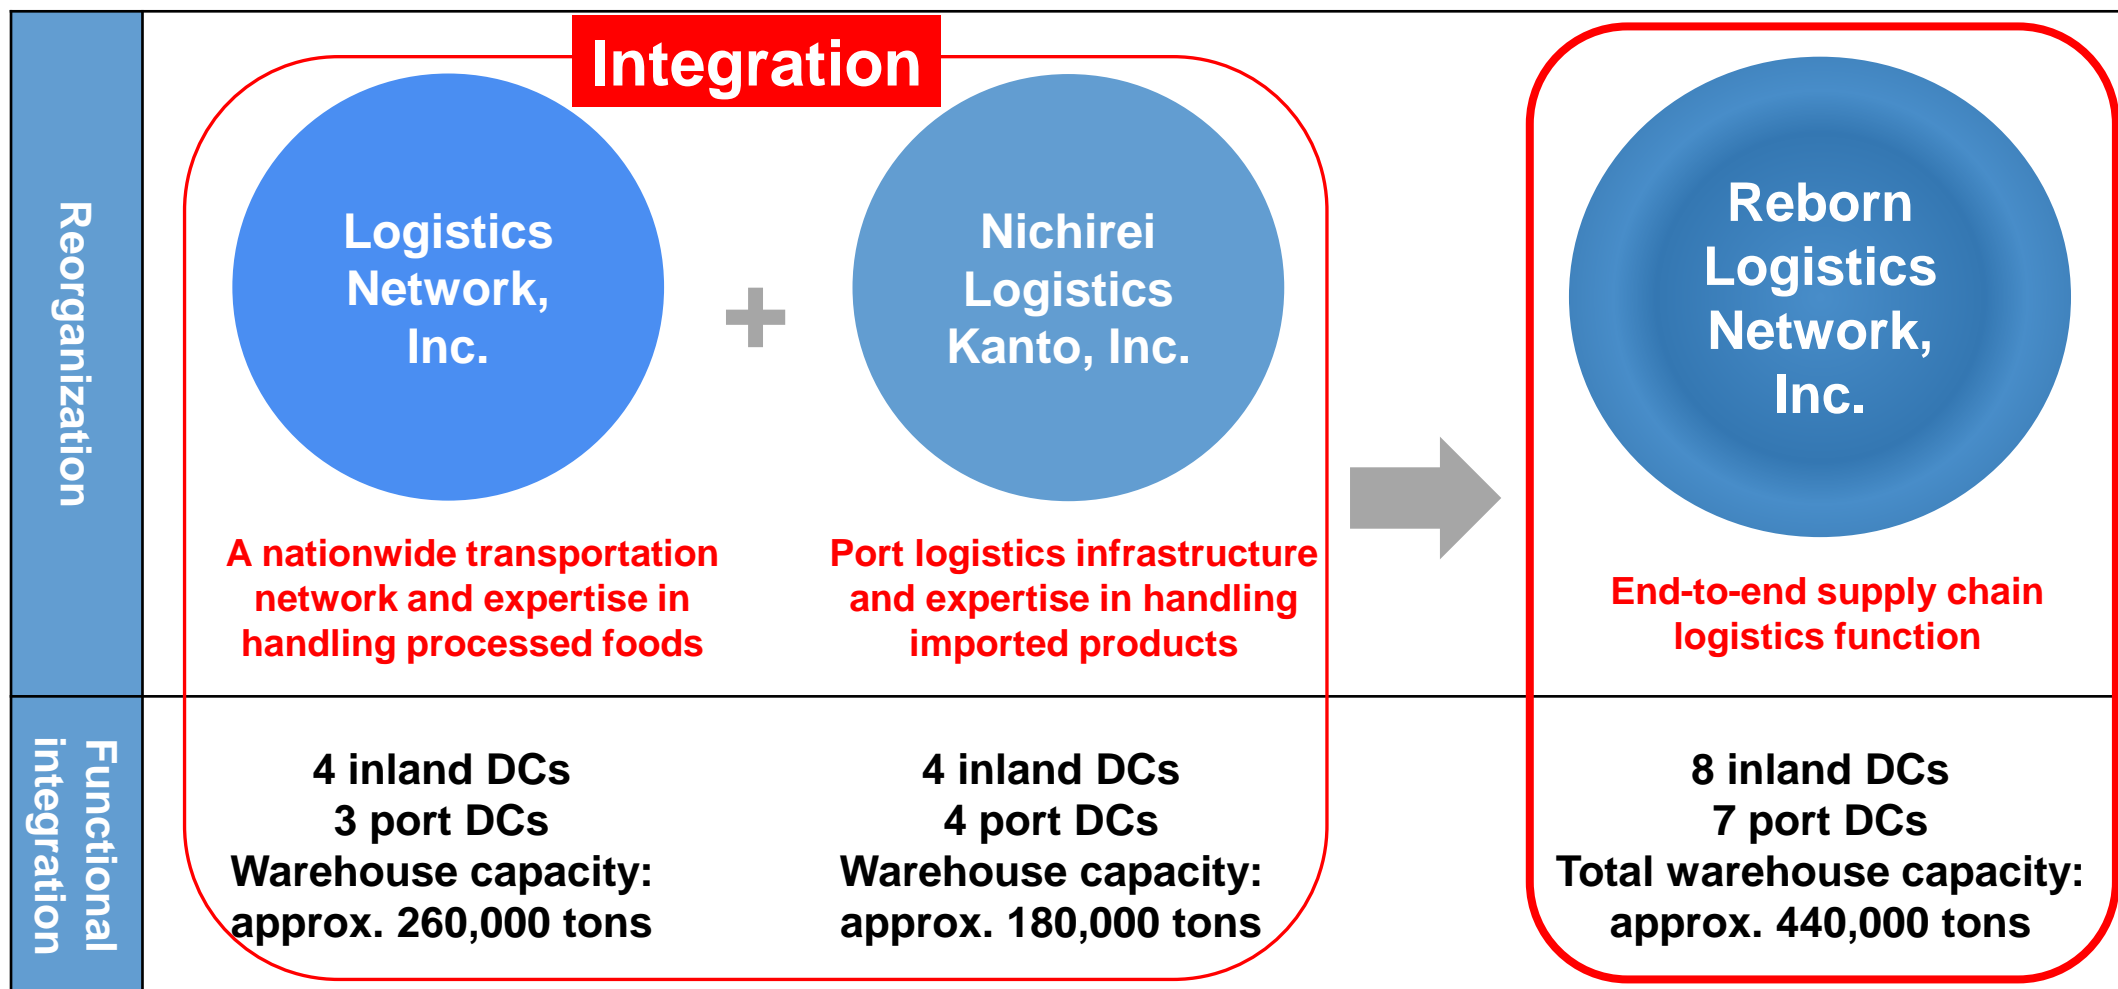 Integration
Reorganization
Logistics
Network,
Inc.
Nichirei
Logistics
Kanto, Inc.
Reborn
Logistics
Network,
Inc.
A nationwide transportation
network and expertise in
handling processed foods
Port logistics infrastructure
and expertise in handling
imported products
End-to-end supply chain
logistics function
Functional
integration
4 inland DCs
3 port DCs
Warehouse capacity:
approx. 260,000 tons
4 inland DCs
4 port DCs
Warehouse capacity:
approx. 180,000 tons
8 inland DCs
7 port DCs
Total warehouse capacity:
approx. 440,000 tons